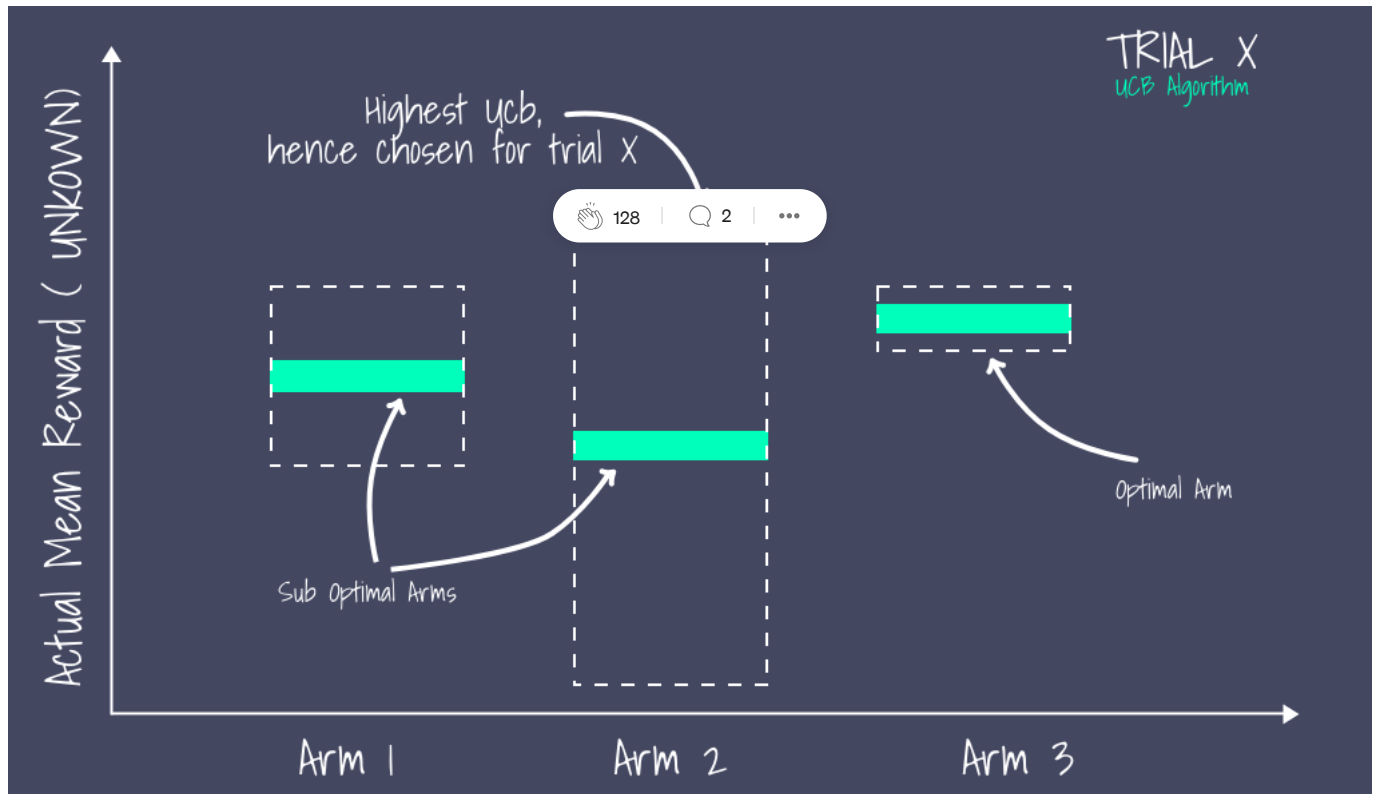 TRIAL X
UCB Algorithm
Highest Ucb,
hence chosen for trial X
128
2
Actual Mean Reward ( UNKOWN)
Optimal Arm
Sub Optimal Arms
Arm 1
Arm 2
Arm 3